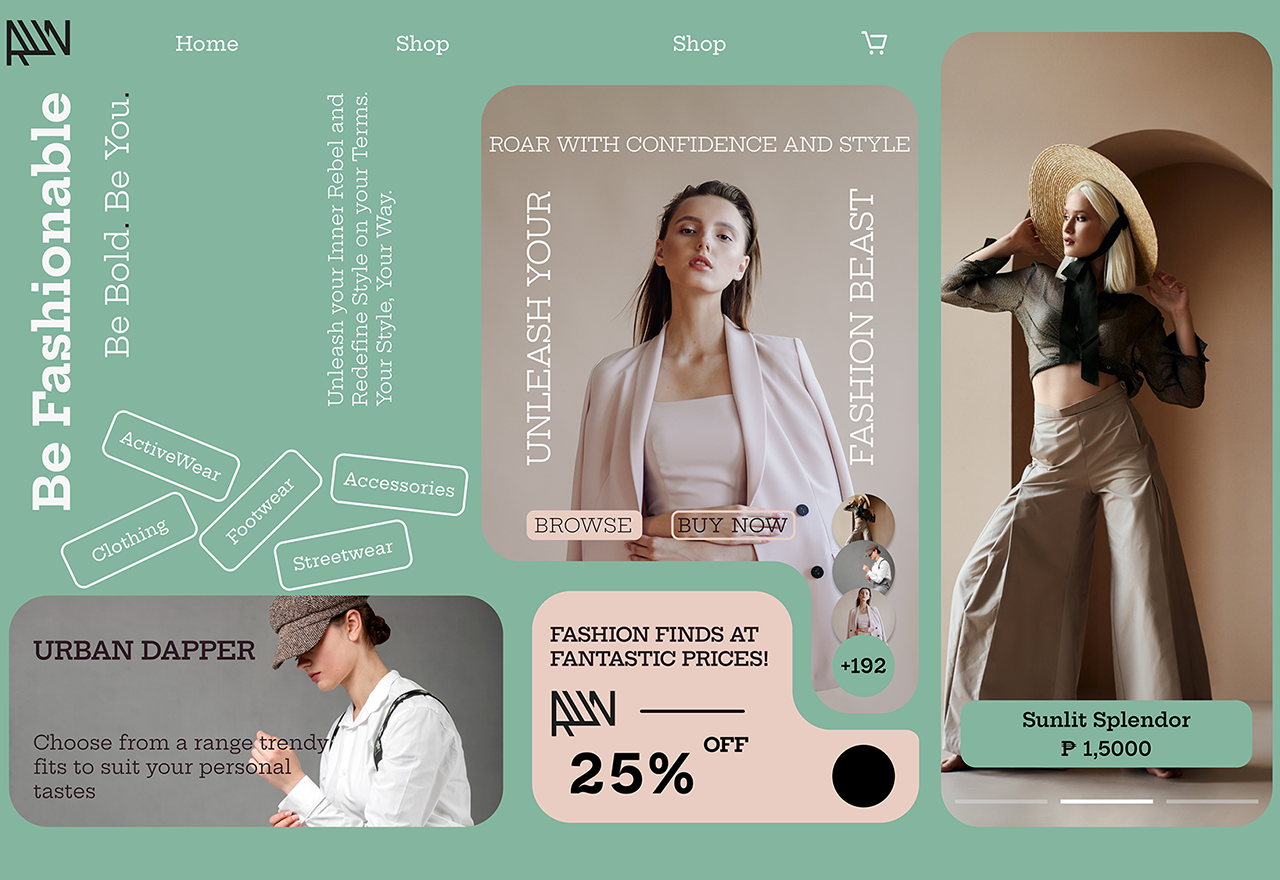 Home
Shop
Shop
Be Fashionable
Be Bold. Be You.
Unleash your Inner Rebel and
Redefine Style on your Terms.
Your Style, Your Way.
ActiveWear
Clothing
Footwear
Accessories
Streetwear
ROAR WITH CONFIDENCE AND STYLE
UNLEASH YOUR
FASHION BEAST
BROWSE
BUY NOW
+192
URBAN DAPPER
Choose from a range trendy
fits to suit your personal
tastes
FASHION FINDS AT
FANTASTIC PRICES!
25% OFF
Sunlit Splendor
₱ 1,5000